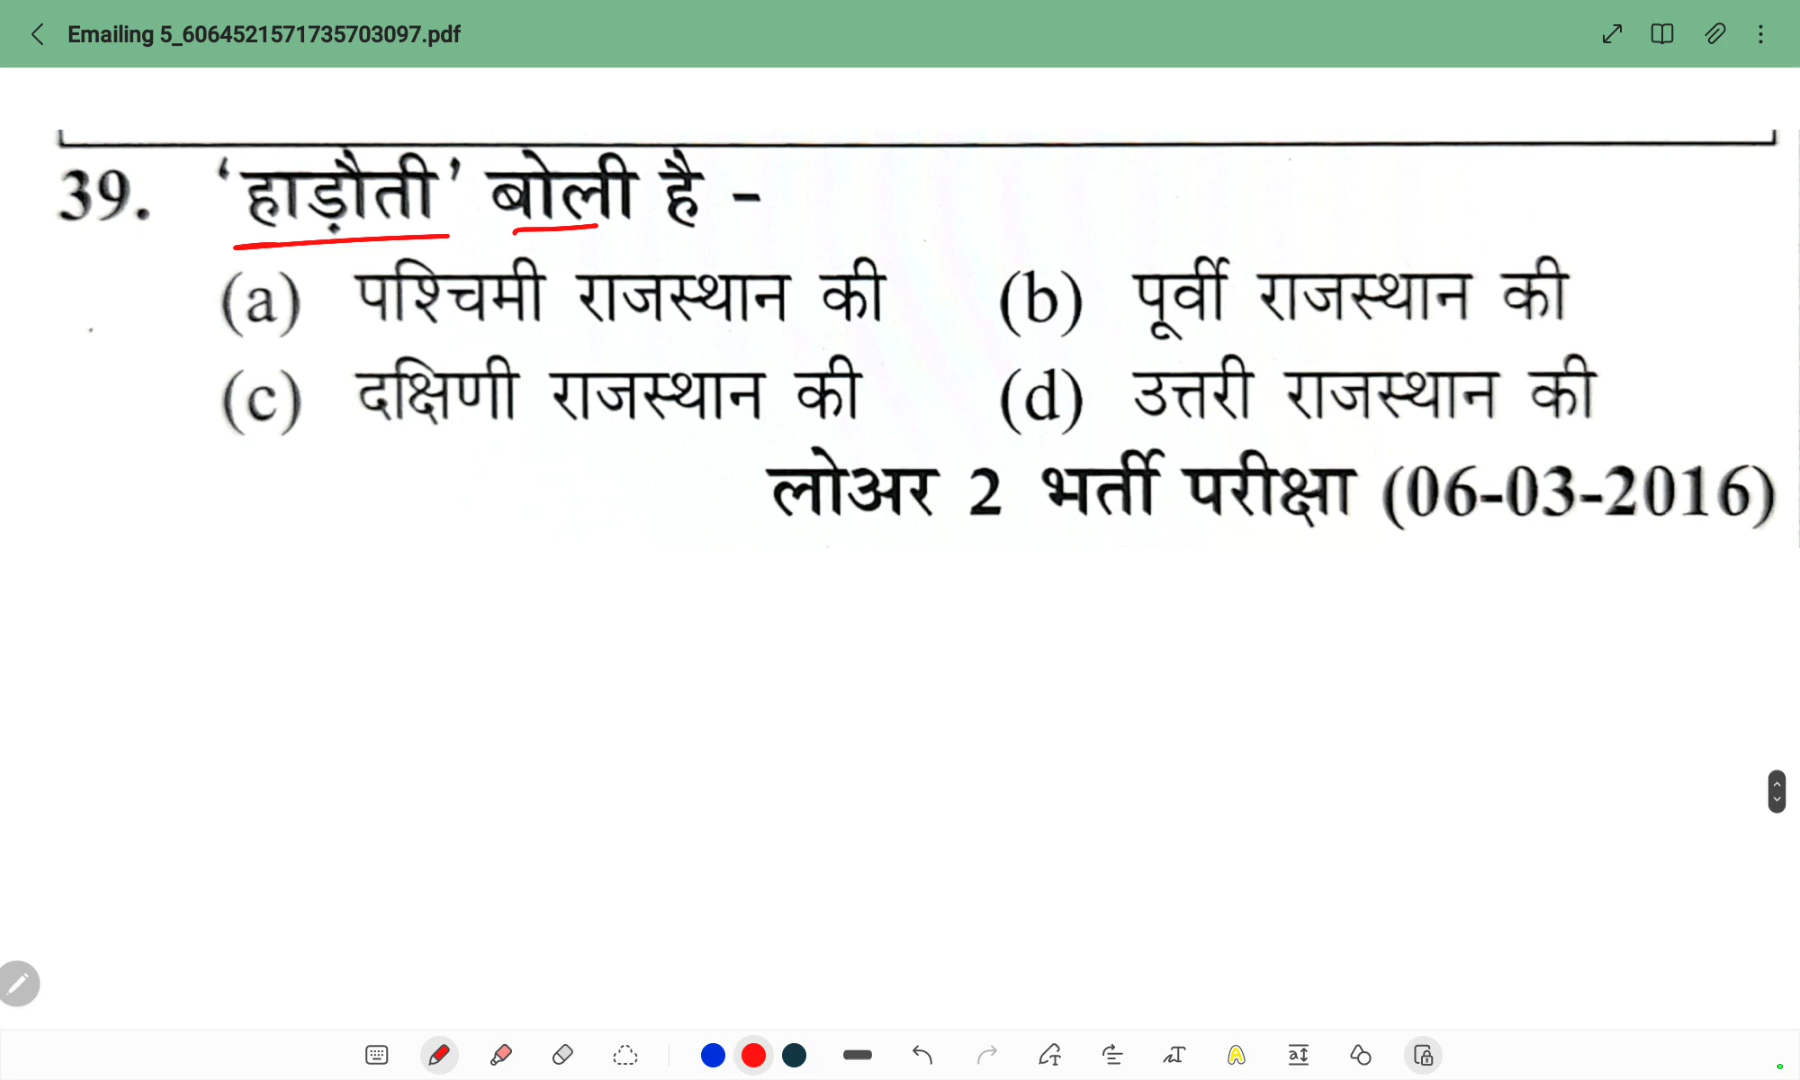 Emailing 5_6064521571735703097.pdf
39. ‘हाड़ौती’ बोली है -
(a) पश्चिमी राजस्थान की (b) पूर्वी राजस्थान की
(c) दक्षिणी राजस्थान की (d) उत्तरी राजस्थान की
लोअर 2 भर्ती परीक्षा (06-03-2016)